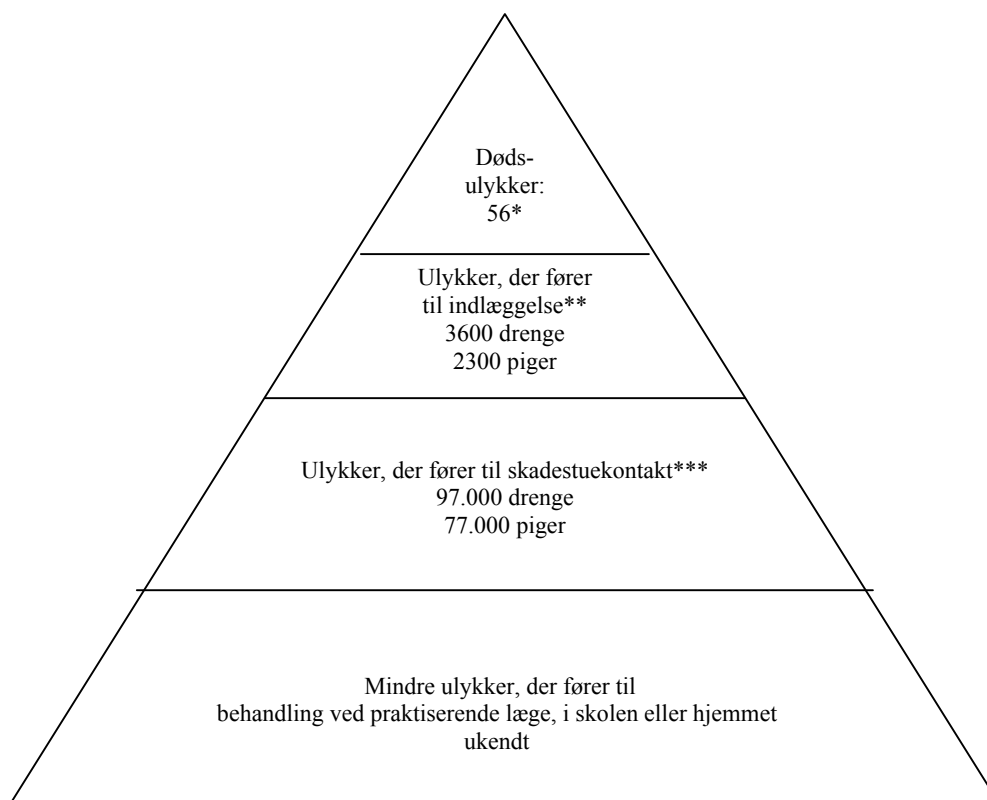 Døds-
ulykker:
56*
Ulykker, der fører
til indlæggelse**
3600 drenge
2300 piger
Ulykker, der fører til skadestuekontakt***
97.000 drenge
77.000 piger
Mindre ulykker, der fører til
behandling ved praktiserende læge, i skolen eller hjemmet
ukendt